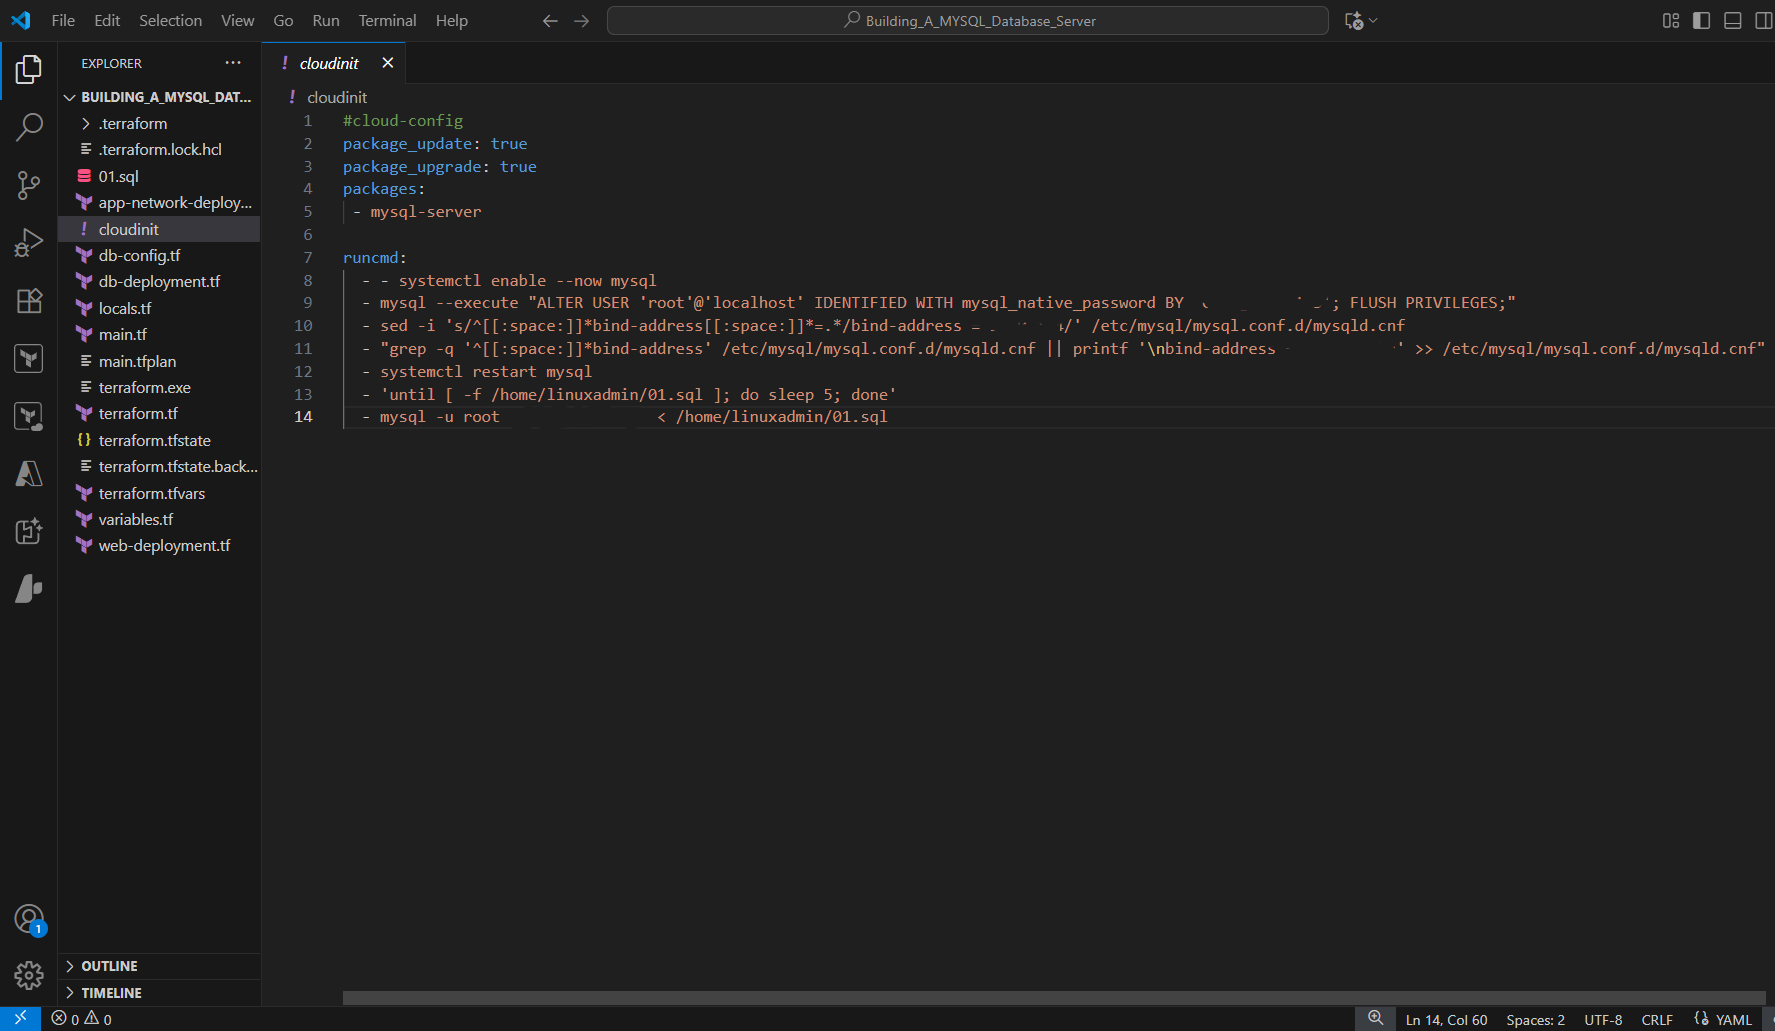 File Edit Selection View Go Run Terminal Help
Building_A_MYSQL_Database_Server
EXPLORER
BUILDING_A_MYSQL_DAT...
.terraform
.terraform.lock.hcl
01.sql
app-network-deploy...
cloudinit
db-config.tf
db-deployment.tf
locals.tf
main.tf
main.tfplan
terraform.exe
terraform.tf
terraform.tfstate
terraform.tfstate.back...
terraform.tfvars
variables.tf
web-deployment.tf
OUTLINE
TIMELINE
cloudinit
cloudinit
1 #cloud-config
2 package_update: true
3 package_upgrade: true
4 packages:
5 - mysql-server
6
7 runcmd:
8 - - systemctl enable --now mysql
9 - mysql --execute "ALTER USER 'root'@'localhost' IDENTIFIED WITH mysql_native_password BY '; FLUSH PRIVILEGES;"
10 - sed -i 's/^[[:space:]]*bind-address[[:space:]]*=.*/bind-address = /' /etc/mysql/mysql.conf.d/mysqld.cnf
11 - "grep -q '^[[:space:]]*bind-address' /etc/mysql/mysql.conf.d/mysqld.cnf || printf '\nbind-address ' >> /etc/mysql/mysql.conf.d/mysqld.cnf"
12 - systemctl restart mysql
13 - 'until [ -f /home/linuxadmin/01.sql ]; do sleep 5; done'
14 - mysql -u root < /home/linuxadmin/01.sql
1
0 0
Ln 14, Col 60 Spaces: 2 UTF-8 CRLF YAML